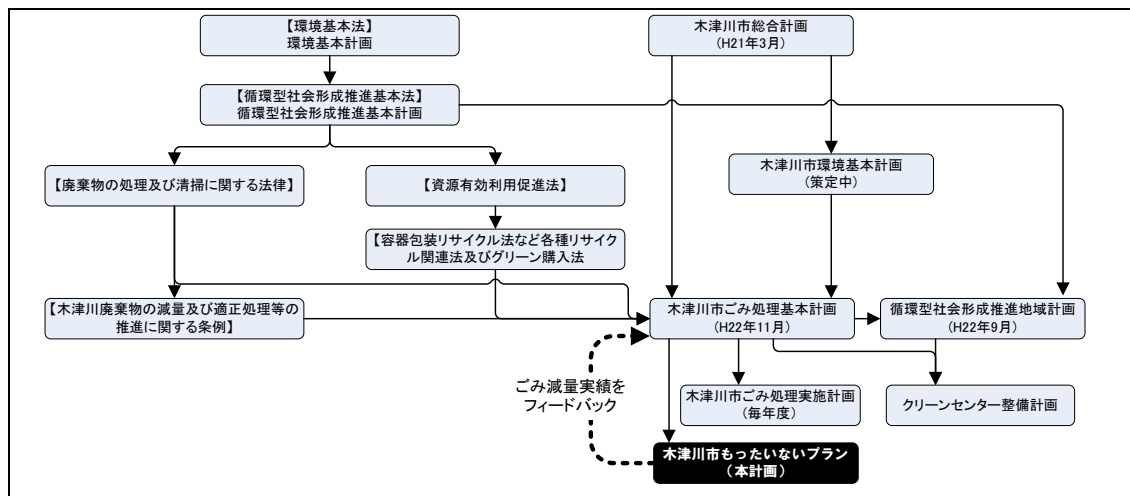 【環境基本法】
環境基本計画
木津川市総合計画
(H21年3月)
【循環型社会形成推進基本法】
循環型社会形成推進基本計画
【廃棄物の処理及び清掃に関する法律】
【資源有効利用促進法】
木津川市環境基本計画
(策定中)
【容器包装リサイクル法など各種リサイク
ル関連法及びグリーン購入法
【木津川廃棄物の減量及び適正処理等の
推進に関する条例】
木津川市ごみ処理基本計画
(H22年11月)
循環型社会形成推進地域計画
(H22年9月)
ごみ減量実績を
フィードバック
木津川市ごみ処理実施計画
(毎年度)
クリーンセンター整備計画
木津川市もったいないプラン
(本計画)